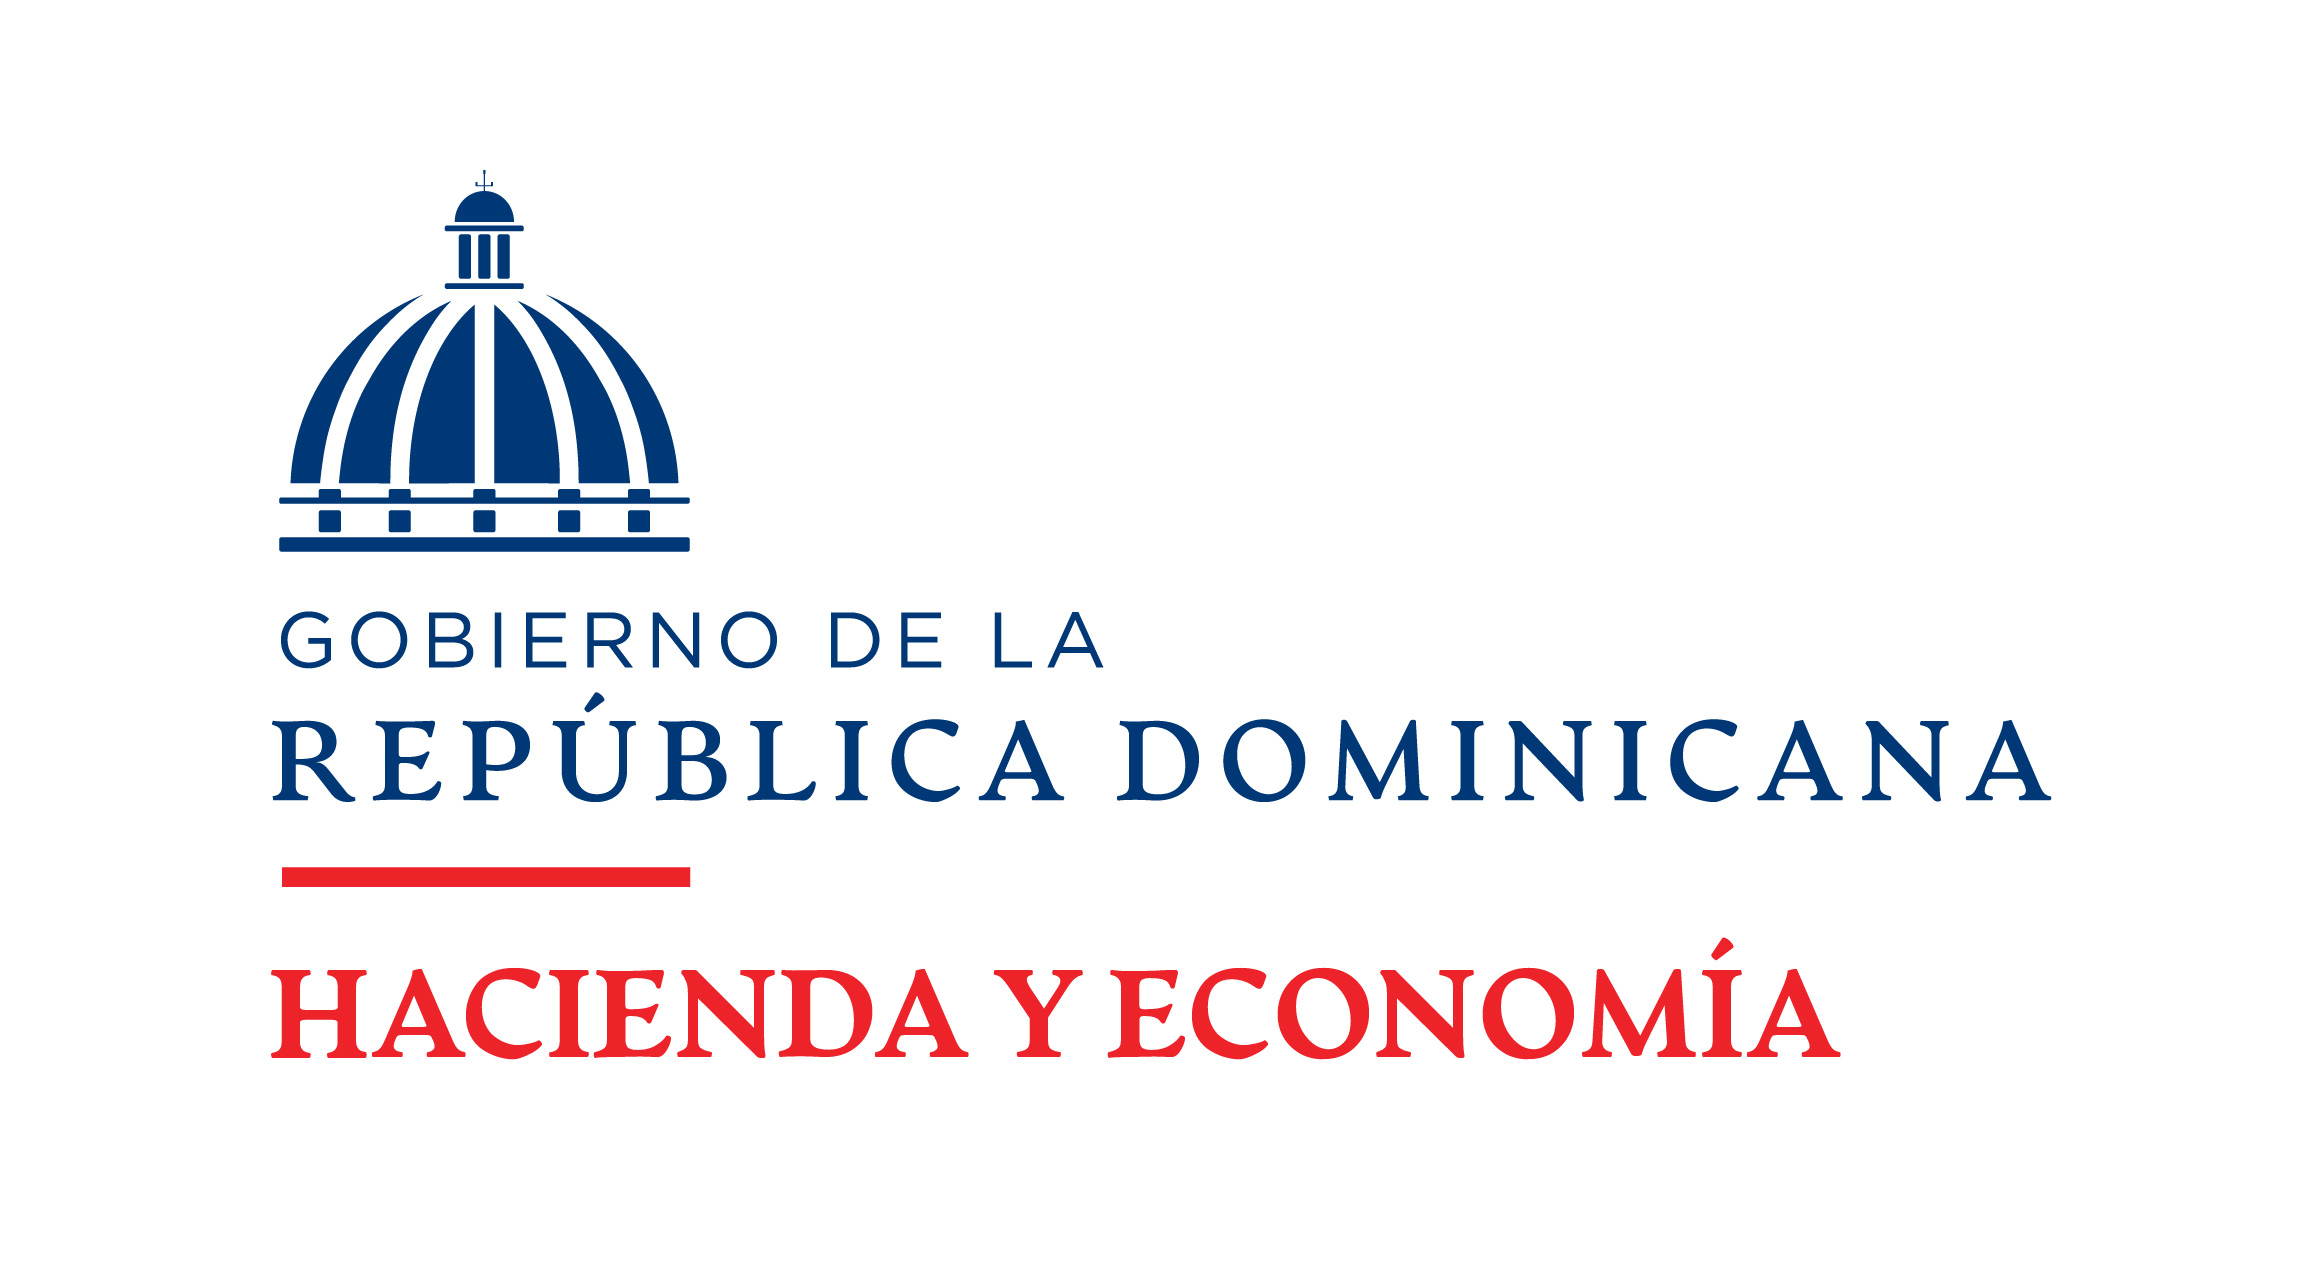 GOBIERNO DE LA
REPÚBLICA DOMINICANA
HACIENDA Y ECONOMÍA